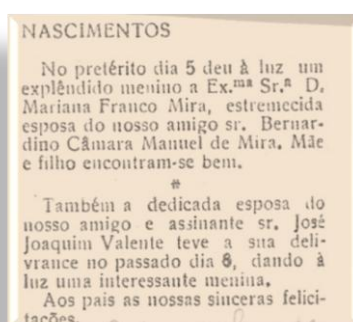 NASCIMENTOS
No pretérito dia 5 deu à luz um
explêndido menino a Ex.ma Sr.ª D.
Mariana Franco Mira, estremecida
esposa do nosso amigo sr. Bernar-
dino Câmara Manuel de Mira. Mãe
e filho encontram-se bem.
#
Também a dedicada esposa do
nosso amigo e assinante sr. José
Joaquim Valente teve a sua deli-
vrance no passado dia 8, dando à
luz uma interessante menina.
Aos pais as nossas sinceras felici-
tações.